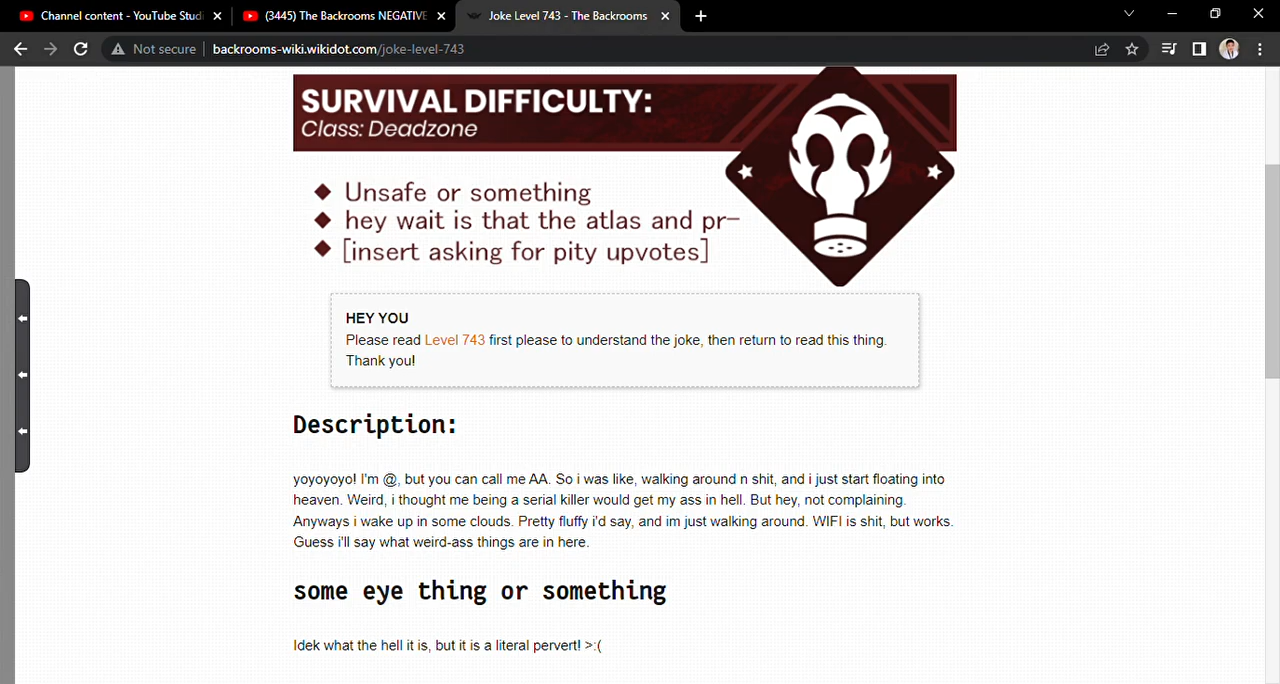 Channel content - YouTube Studi
(3445) The Backrooms NEGATIVE
Joke Level 743 - The Backrooms
Not secure
backrooms-wiki.wikidot.com/joke-level-743
SURVIVAL DIFFICULTY:
Class: Deadzone
Unsafe or something
hey wait is that the atlas and pr-
[insert asking for pity upvotes]
HEY YOU
Please read Level 743 first please to understand the joke, then return to read this thing.
Thank you!
Description:
yoyoyoyo! I'm @, but you can call me AA. So i was like, walking around n shit, and i just start floating into
heaven. Weird, i thought me being a serial killer would get my ass in hell. But hey, not complaining.
Anyways i wake up in some clouds. Pretty fluffy i'd say, and im just walking around. WIFI is shit, but works.
Guess i'll say what weird-ass things are in here.
some eye thing or something
Idek what the hell it is, but it is a literal pervert! >:(